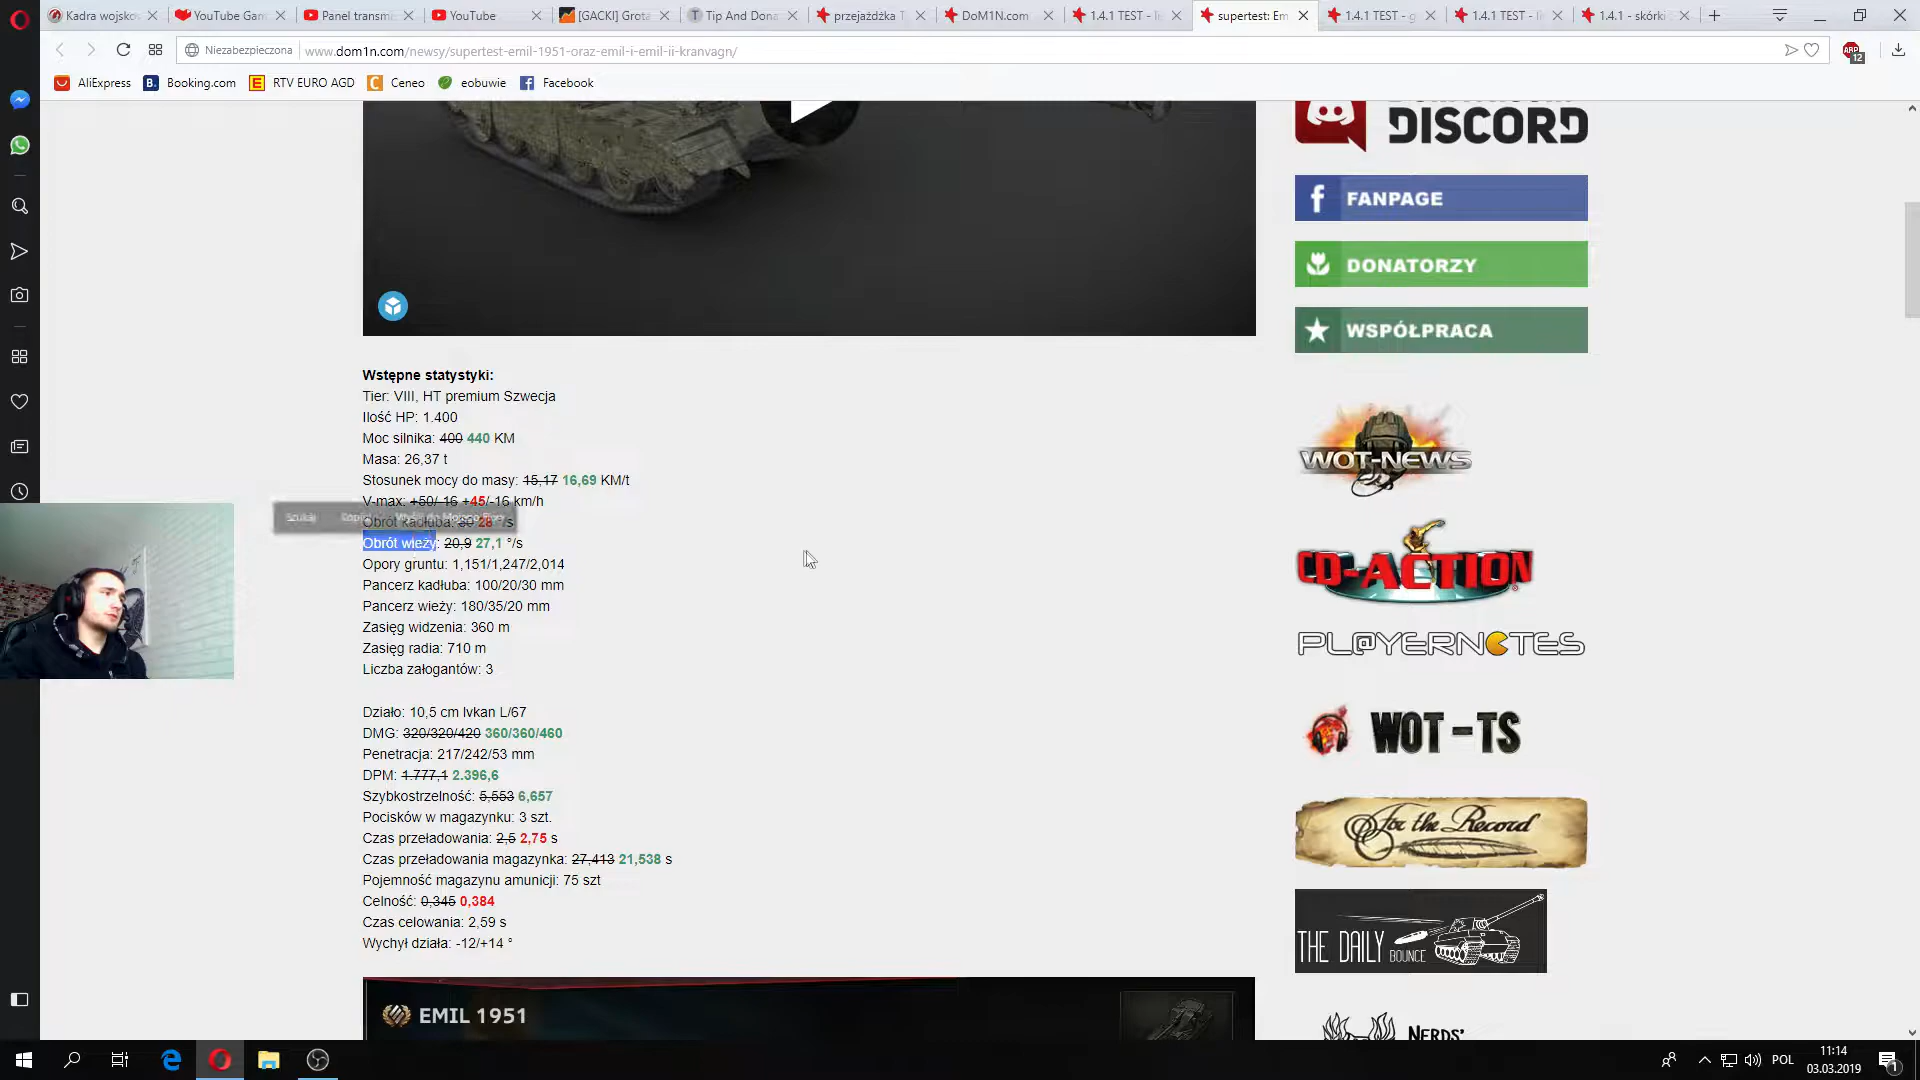 Kadra wojsko
YouTube Gam
Panel transm
YouTube
[GACKI] Grota
Tip And Dona
przejażdżka T
DoM1N.com
1.4.1 TEST - li
supertest: Em
1.4.1 TEST - g
1.4.1 TEST - li
1.4.1 - skórki
Niezabezpieczona
www.dom1n.com/newsy/supertest-emil-1951-oraz-emil-i-emil-ii-kranvagn/
12
AliExpress
Booking.com
RTV EURO AGD
Ceneo
eobuwie
Facebook
DISCORD
FANPAGE
DONATORZY
WSPÓŁPRACA
Wstępne statystyki:
Tier: VIII, HT premium Szwecja
Ilość HP: 1.400
Moc silnika: 400 440 KM
Masa: 26,37 t
Stosunek mocy do masy: 15,17 16,69 KM/t
V-max: +50/-16 +45/-16 km/h
Szukaj Kopiuj
Obrót kadłuba: 30 28 °/s
Obrót wieży: 20,9 27,1 °/s
Opory gruntu: 1,151/1,247/2,014
Pancerz kadłuba: 100/20/30 mm
Pancerz wieży: 180/35/20 mm
Zasięg widzenia: 360 m
Zasięg radia: 710 m
Liczba załogantów: 3
Działo: 10,5 cm lvkan L/67
DMG: 320/320/420 360/360/460
Penetracja: 217/242/53 mm
DPM: 1.777,1 2.396,6
Szybkostrzelność: 5,553 6,657
Pocisków w magazynku: 3 szt.
Czas przeładowania: 2,5 2,75 s
Czas przeładowania magazynka: 27,413 21,538 s
Pojemność magazynu amunicji: 75 szt
Celność: 0,345 0,384
Czas celowania: 2,59 s
Wychył działa: -12/+14 °
EMIL 1951
WOT-NEWS
CD-ACTION
PL@YERNOTES
WOT-TS
For the Record
THE DAILY BOUNCE
NERDS'
POL
11:14
03.03.2019
1